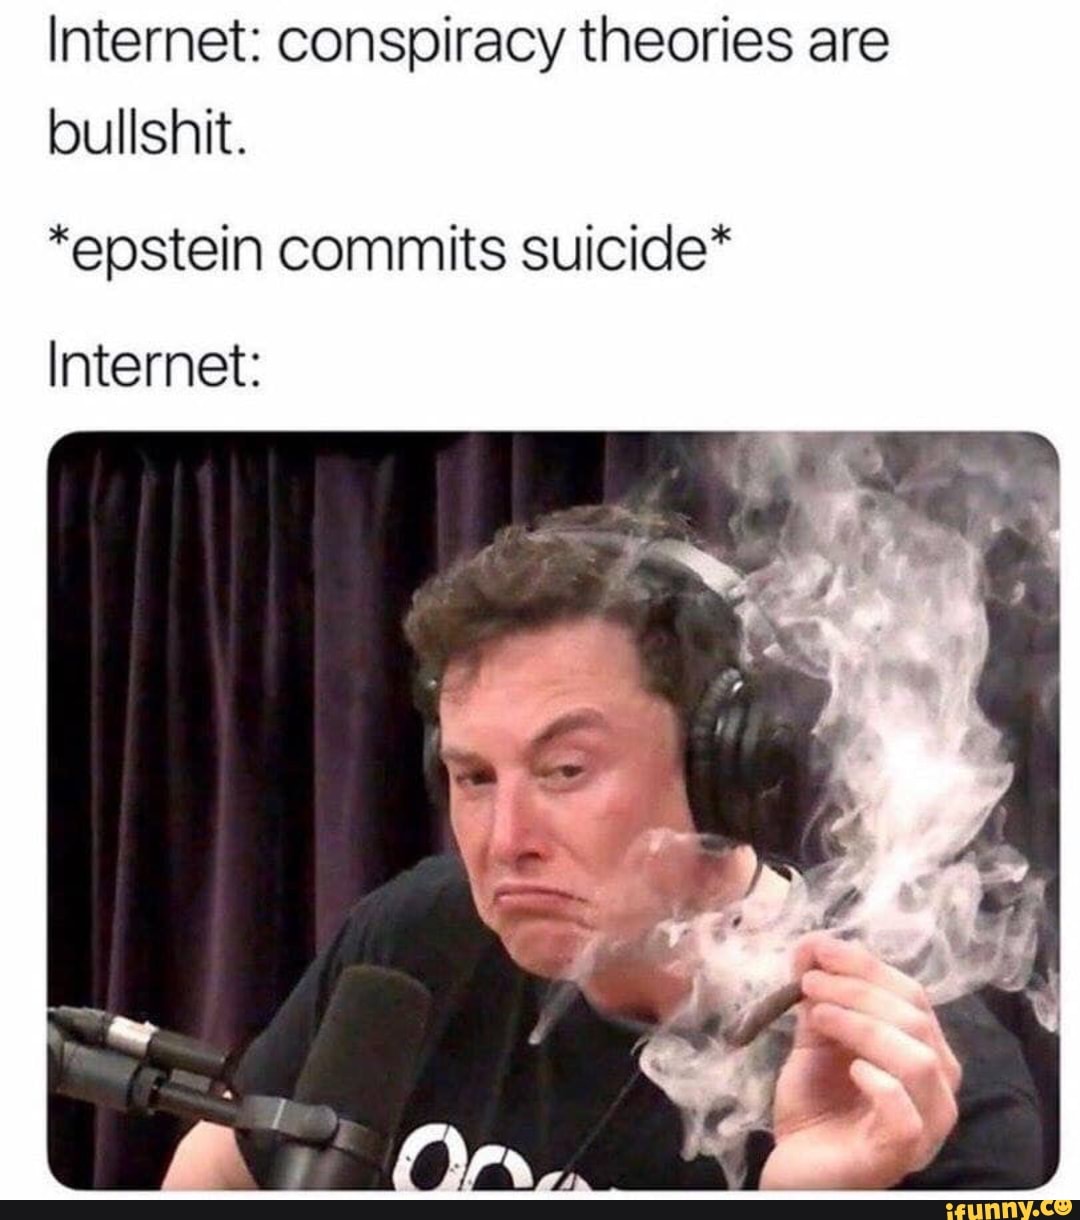 Internet: conspiracy theories are
bullshit.
*epstein commits suicide*
Internet:
ifunny.co